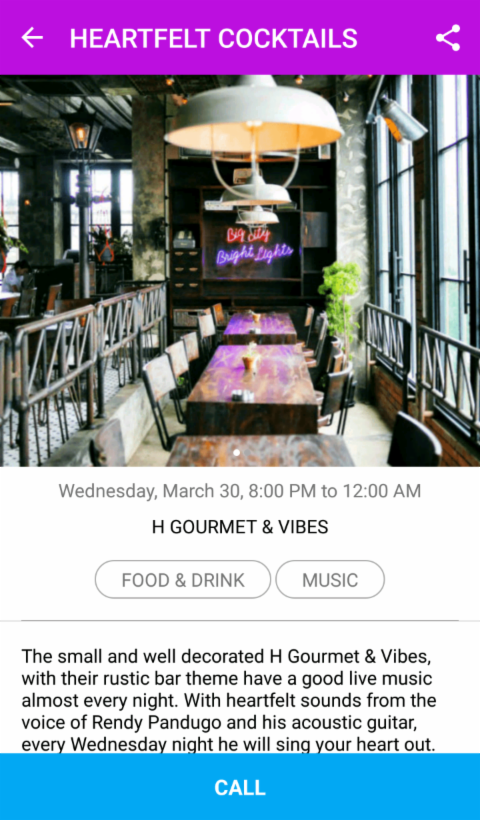 HEARTFELT COCKTAILS
Big City
Bright Lights
Wednesday, March 30, 8:00 PM to 12:00 AM
H GOURMET & VIBES
FOOD & DRINK MUSIC
The small and well decorated H Gourmet & Vibes,
with their rustic bar theme have a good live music
almost every night. With heartfelt sounds from the
voice of Rendy Pandugo and his acoustic guitar,
every Wednesday night he will sing your heart out.
CALL